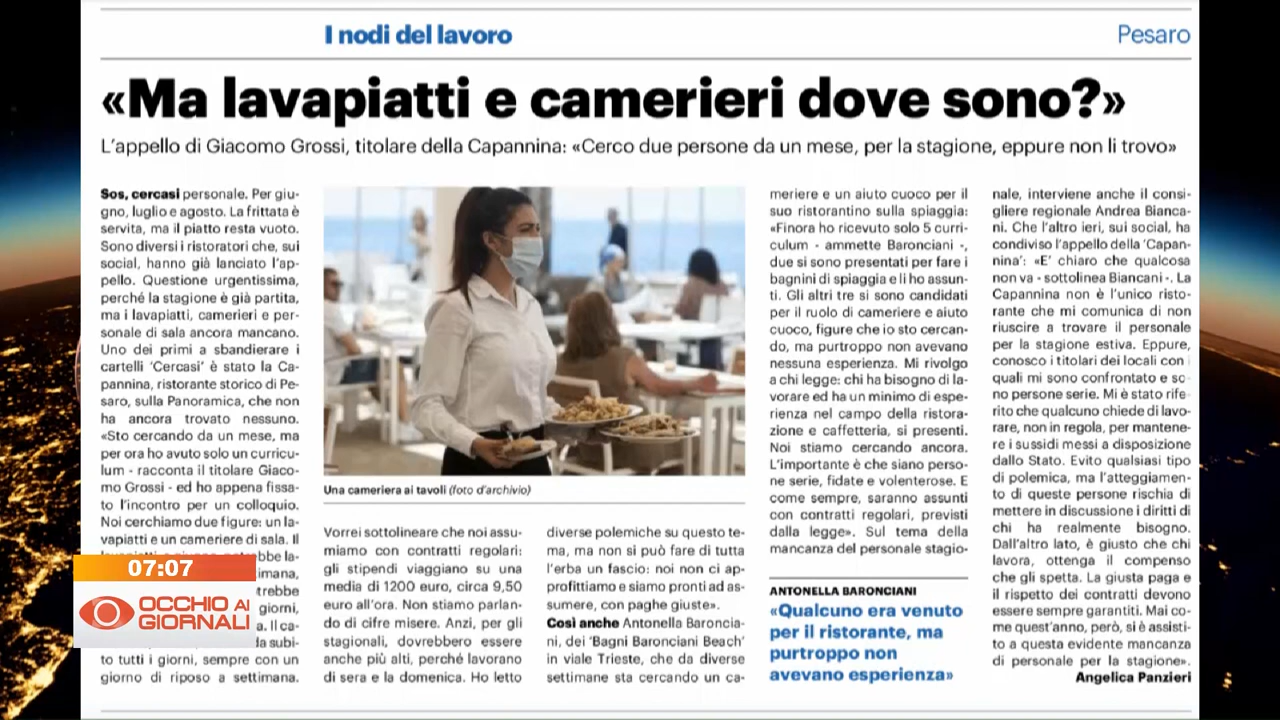 I nodi del lavoro
Pesaro
«Ma lavapiatti e camerieri dove sono?»
L'appello di Giacomo Grossi, titolare della Capannina: «Cerco due persone da un mese, per la stagione, eppure non li trovo»
Sos, cercasi personale. Per giu-
gno, luglio e agosto. La frittata è
servita, ma il piatto resta vuoto.
Sono diversi i ristoratori che, sui
social, hanno già lanciato l'ap-
pello. Questione urgentissima,
perché la stagione è già partita,
ma i lavapiatti, camerieri e per-
sonale di sala ancora mancano.
Uno dei primi a sbandierare i
cartelli 'Cercasi' è stato la Ca-
pannina, ristorante storico di Pe-
saro, sulla Panoramica, che non
ha ancora trovato nessuno.
«Sto cercando da un mese, ma
per ora ho avuto solo un curricu-
lum - racconta il titolare Giaco-
mo Grossi - ed ho appena fissa-
to l'incontro per un colloquio.
Noi cerchiamo due figure: un la-
vapiatti e un cameriere di sala. Il
bbe la-
timana,
trebbe
giorni,
a. Il ca-
da subi-
to tutti i giorni, sempre con un
giorno di riposo a settimana.
Una cameriera ai tavoli (foto d'archivio)
Vorrei sottolineare che noi assu-
miamo con contratti regolari:
gli stipendi viaggiano su una
media di 1200 euro, circa 9,50
euro all'ora. Non stiamo parlan-
do di cifre misere. Anzi, per gli
stagionali, dovrebbero essere
anche più alti, perché lavorano
di sera e la domenica. Ho letto
diverse polemiche su questo te-
ma, ma non si può fare di tutta
l'erba un fascio: noi non ci ap-
profittiamo e siamo pronti ad as-
sumere, con paghe giuste».
Così anche Antonella Baroncia-
ni, dei 'Bagni Baronciani Beach'
in viale Trieste, che da diverse
settimane sta cercando un ca-
meriere e un aiuto cuoco per il
suo ristorantino sulla spiaggia:
«Finora ho ricevuto solo 5 curri-
culum - ammette Baronciani -,
due si sono presentati per fare i
bagnini di spiaggia e li ho assun-
ti. Gli altri tre si sono candidati
per il ruolo di cameriere e aiuto
cuoco, figure che io sto cercan-
do, ma purtroppo non avevano
nessuna esperienza. Mi rivolgo
a chi legge: chi ha bisogno di la-
vorare ed ha un minimo di espe-
rienza nel campo della ristora-
zione e caffetteria, si presenti.
Noi stiamo cercando ancora.
L'importante è che siano perso-
ne serie, fidate e volenterose. E
come sempre, saranno assunti
con contratti regolari, previsti
dalla legge». Sul tema della
mancanza del personale stagio-
ANTONELLA BARONCIANI
«Qualcuno era venuto
per il ristorante, ma
purtroppo non
avevano esperienza»
nale, interviene anche il consi-
gliere regionale Andrea Bianca-
ni. Che l'altro ieri, sui social, ha
condiviso l'appello della 'Capan-
nina': «E' chiaro che qualcosa
non va - sottolinea Biancani -. La
Capannina non è l'unico risto-
rante che mi comunica di non
riuscire a trovare il personale
per la stagione estiva. Eppure,
conosco i titolari dei locali con i
quali mi sono confrontato e so-
no persone serie. Mi è stato rife-
rito che qualcuno chiede di lavo-
rare, non in regola, per mantene-
re i sussidi messi a disposizione
dallo Stato. Evito qualsiasi tipo
di polemica, ma l'atteggiamen-
to di queste persone rischia di
mettere in discussione i diritti di
chi ha realmente bisogno.
Dall'altro lato, è giusto che chi
lavora, ottenga il compenso
che gli spetta. La giusta paga e
il rispetto dei contratti devono
essere sempre garantiti. Mai co-
me quest'anno, però, si è assisti-
to a questa evidente mancanza
di personale per la stagione».
Angelica Panzieri
07:07
OCCHIO AI
GIORNALI